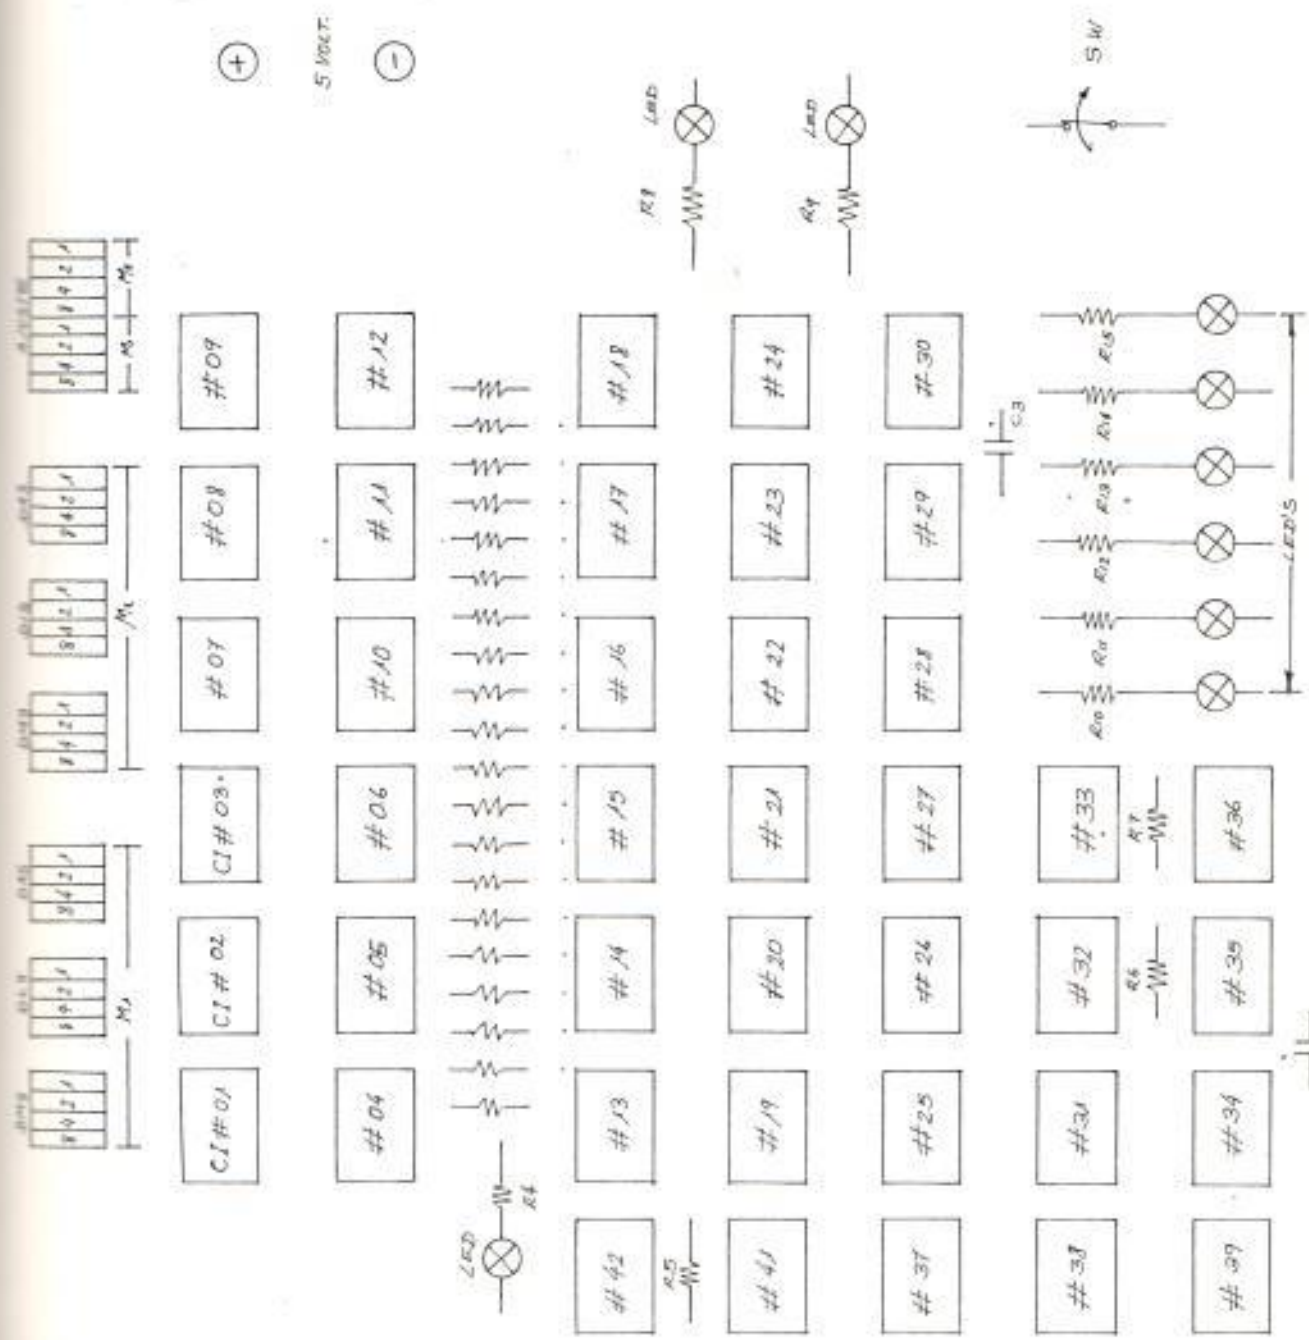 + 5 VOLT. −
8 4 2 1 8 4 2 1 8 4 2 1 8 4 2 1 8 4 2 1 8 4 2 1 8 4 2 1 8 4 2 1
M1
CI # 01 CI # 02 CI # 03 # 07 # 08 # 09
# 04 # 05 # 06 # 10 # 11 # 12
LED
R4
# 42 # 13 # 14 # 15 # 16 # 17 # 18
R5
R8 LED
# 41 # 19 # 20 # 21 # 22 # 23 # 24
R9 LED
# 37 # 25 # 26 # 27 # 28 # 29 # 30
C3
# 38 # 31 # 32 # 33
R10 R11 R12 R13 R14 R15
SW
R6 R7
# 39 # 34 # 35 # 36
LED'S